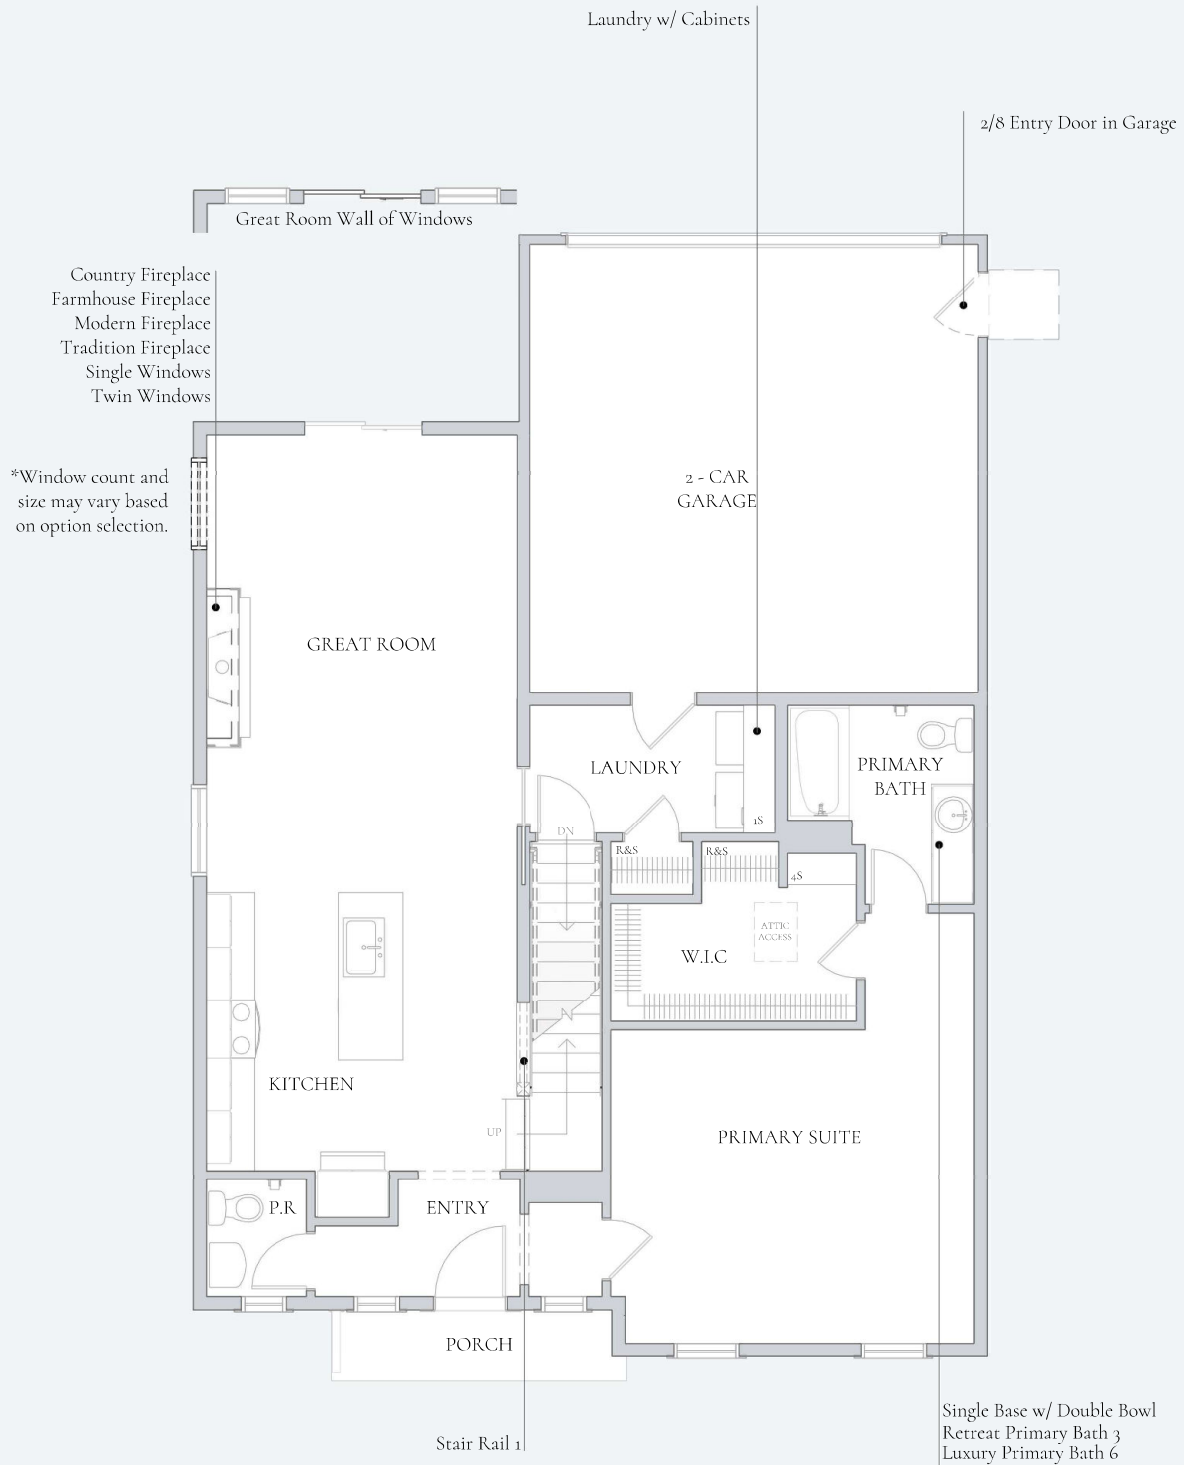 Laundry w/ Cabinets
2/8 Entry Door in Garage
Great Room Wall of Windows
Country Fireplace
Farmhouse Fireplace
Modern Fireplace
Tradition Fireplace
Single Windows
Twin Windows
*Window count and
size may vary based
on option selection.
2 - CAR
GARAGE
GREAT ROOM
LAUNDRY
PRIMARY
BATH
1S
DN
R&S
R&S
4S
ATTIC
ACCESS
W.I.C
KITCHEN
UP
PRIMARY SUITE
P.R
ENTRY
PORCH
Stair Rail 1
Single Base w/ Double Bowl
Retreat Primary Bath 3
Luxury Primary Bath 6